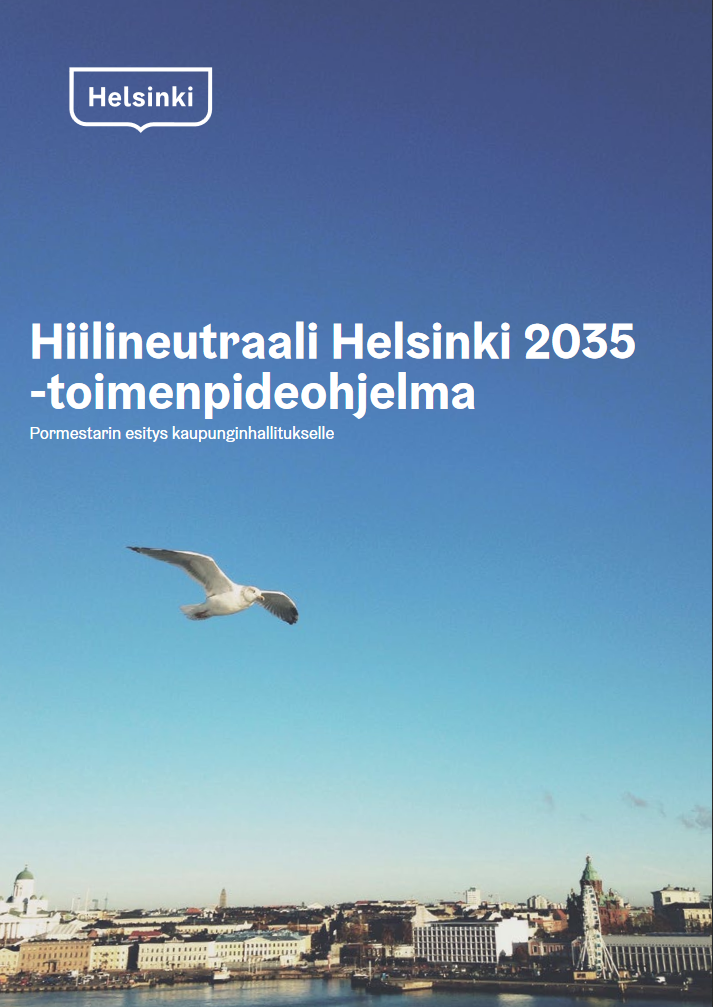 Helsinki
Hiilineutraali Helsinki 2035
-toimenpideohjelma
Pormestarin esitys kaupunginhallitukselle